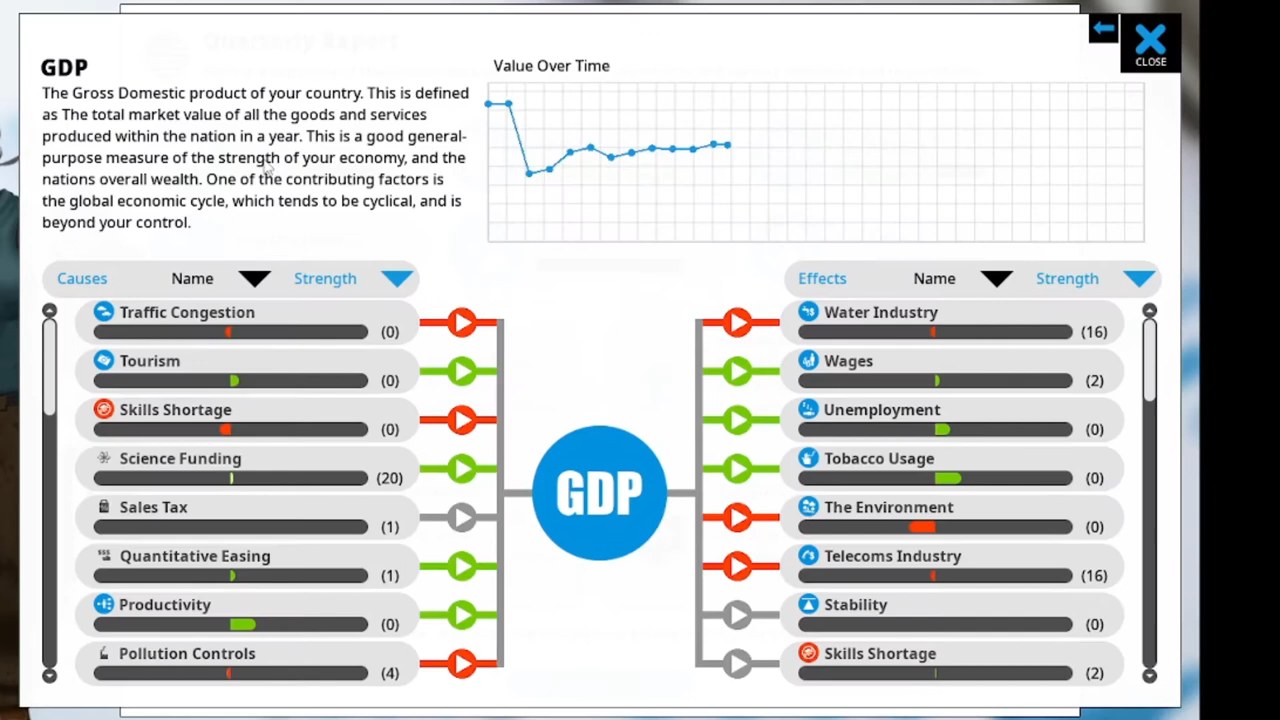 Quarterly Report
CLOSE
GDP
The Gross Domestic product of your country. This is defined
as The total market value of all the goods and services
produced within the nation in a year. This is a good general-
purpose measure of the strength of your economy, and the
nations overall wealth. One of the contributing factors is
the global economic cycle, which tends to be cyclical, and is
beyond your control.
Value Over Time
Causes Name Strength
Traffic Congestion
(0)
Tourism
(0)
Skills Shortage
(0)
Science Funding
(20)
Sales Tax
(1)
Quantitative Easing
(1)
Productivity
(0)
Pollution Controls
(4)
GDP
Effects Name Strength
Water Industry
(16)
Wages
(2)
Unemployment
(0)
Tobacco Usage
(0)
The Environment
(0)
Telecoms Industry
(16)
Stability
(0)
Skills Shortage
(2)